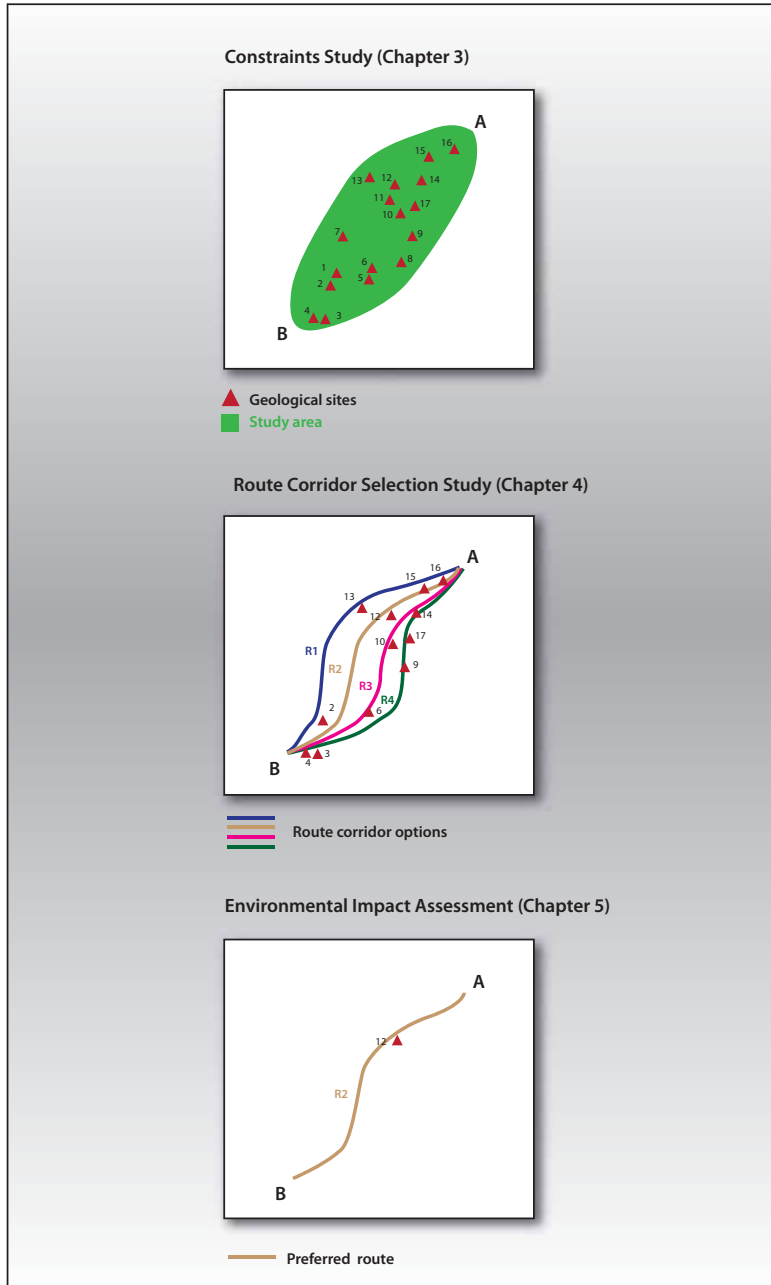 Constraints Study (Chapter 3)
A
16
15
13
12
14
11
17
10
7
9
6
8
1
5
2
4
3
B
Geological sites
Study area
Route Corridor Selection Study (Chapter 4)
A
16
15
13
12
14
17
10
R1
R2
9
R3
R4
2
6
3
4
B
Route corridor options
Environmental Impact Assessment (Chapter 5)
A
12
R2
B
Preferred route